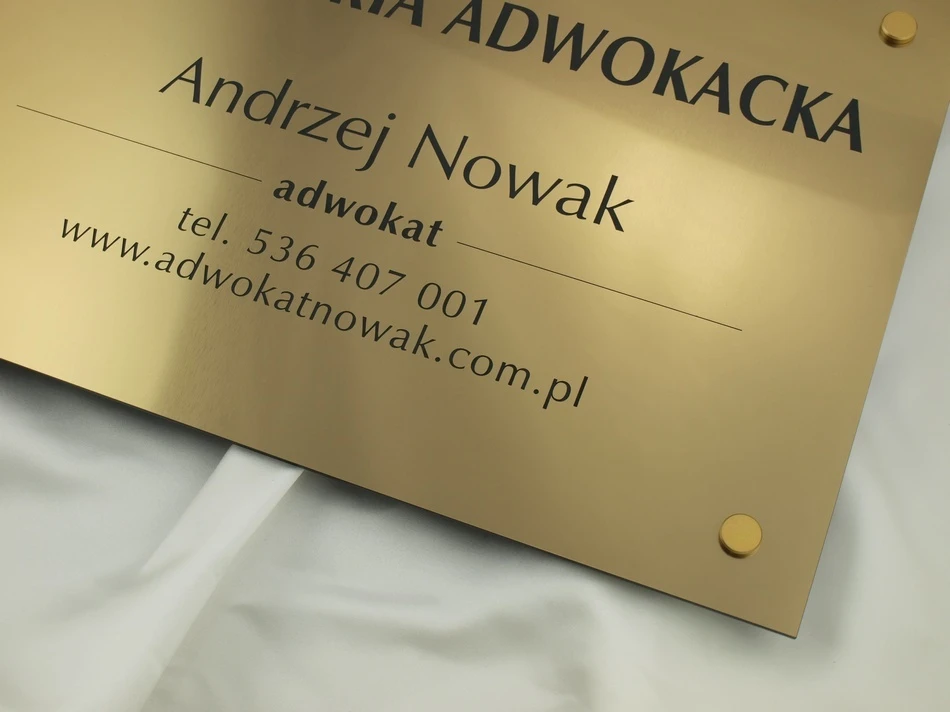 ADWOKACKA
Andrzej Nowak
adwokat
tel. 536 407 001
www.adwokatnowak.com.pl